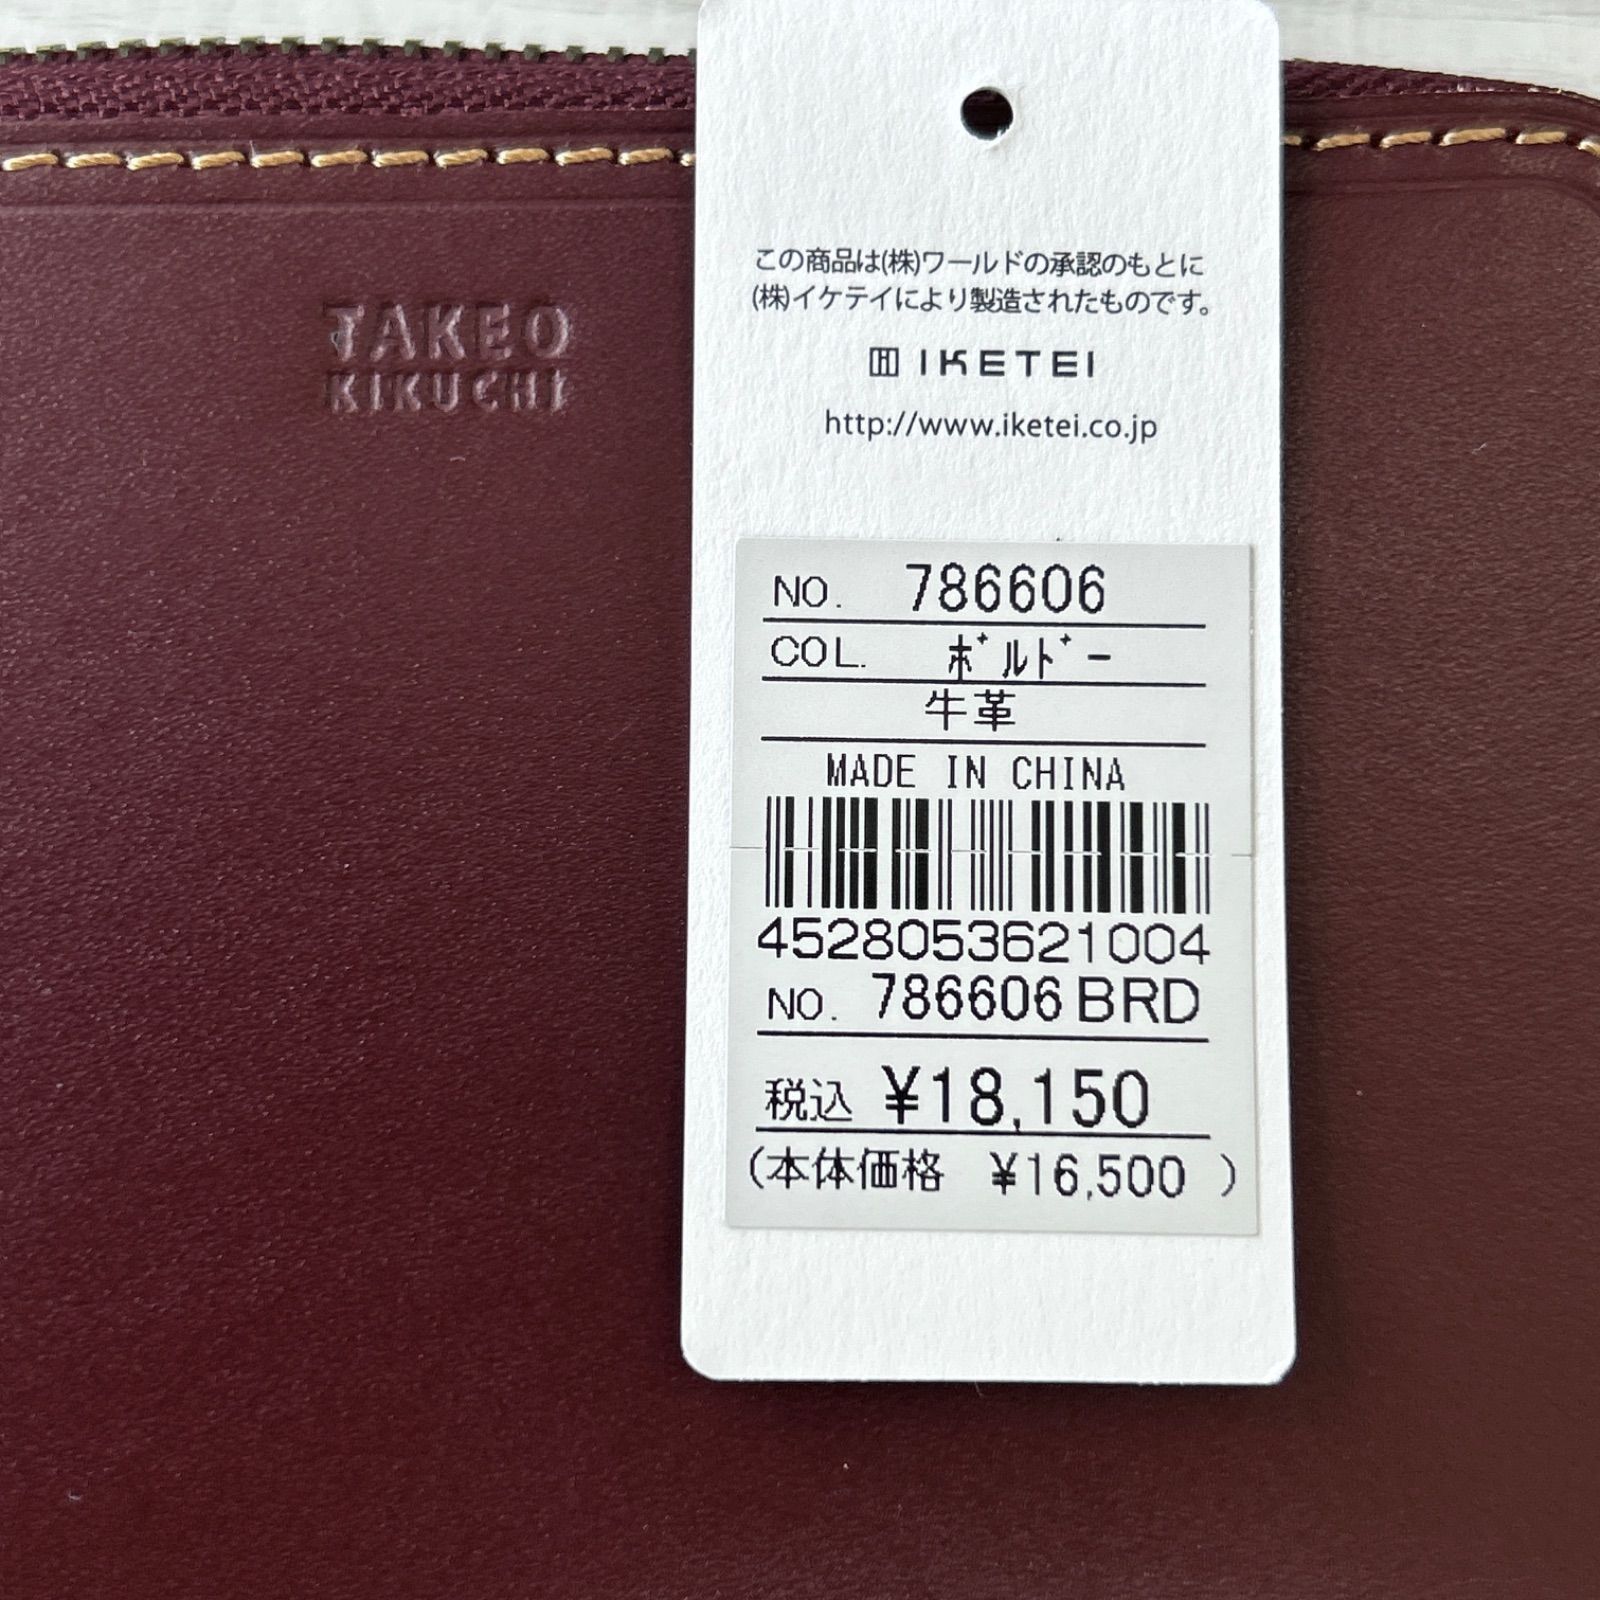 TAKEO
KIKUCHI
この商品は(株)ワールドの承認のもとに
(株)イケテイにより製造されたものです。
IKETEI
http://www.iketei.co.jp
NO. 786606
COL. ﾎﾞﾙﾄﾞｰ
牛革
MADE IN CHINA
4528053621004
NO. 786606BRD
税込 ¥18,150
(本体価格 ¥16,500 )